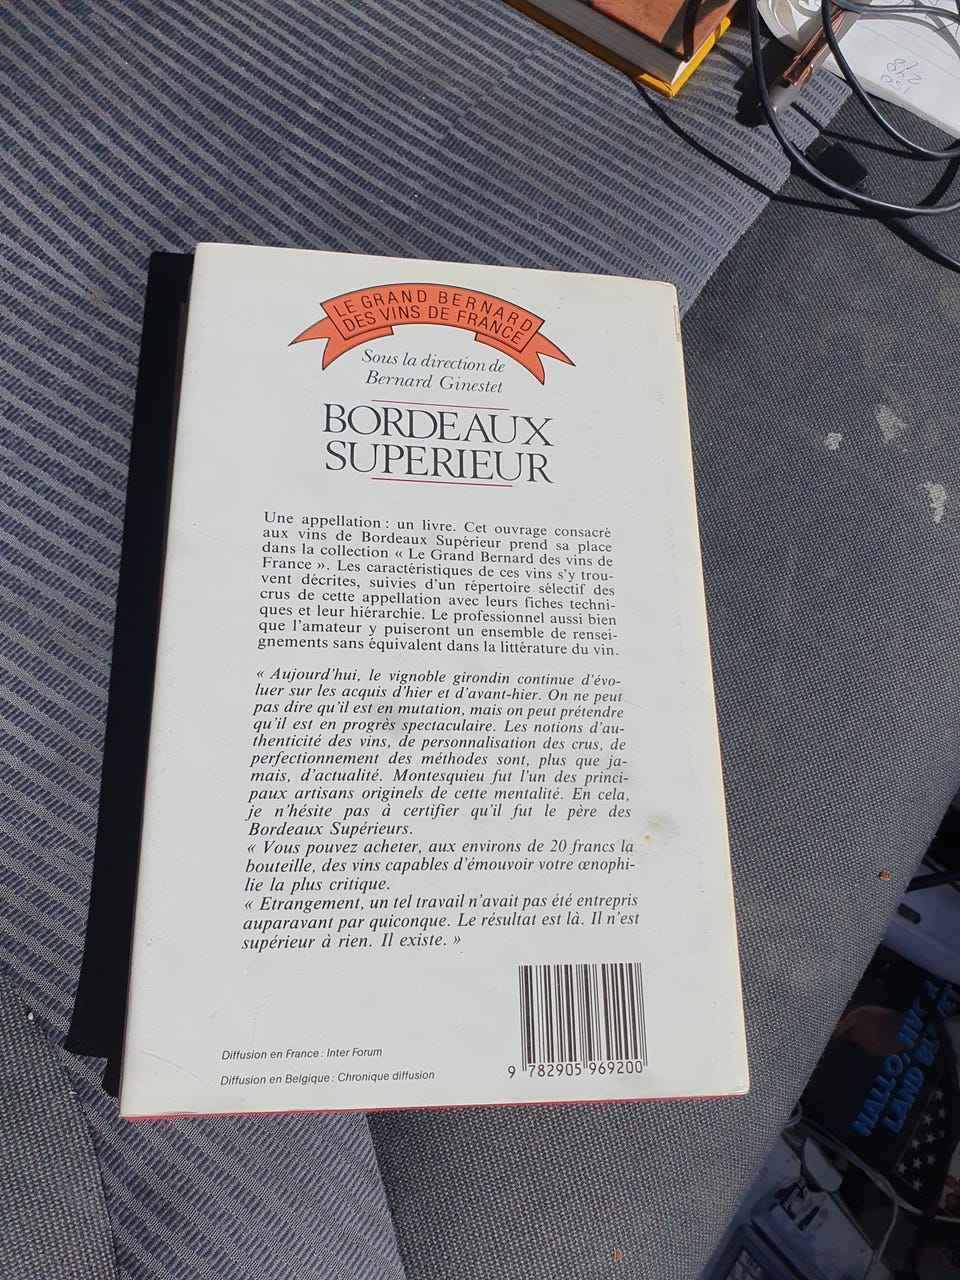 150
240
10
LE GRAND BERNARD
DES VINS DE FRANCE
Sous la direction de
Bernard Ginestet
BORDEAUX
SUPERIEUR
Une appellation : un livre. Cet ouvrage consacré
aux vins de Bordeaux Supérieur prend sa place
dans la collection « Le Grand Bernard des vins de
France ». Les caractéristiques de ces vins s'y trou-
vent décrites, suivies d'un répertoire sélectif des
crus de cette appellation avec leurs fiches techni-
ques et leur hiérarchie. Le professionnel aussi bien
que l'amateur y puiseront un ensemble de rensei-
gnements sans équivalent dans la littérature du vin.
« Aujourd'hui, le vignoble girondin continue d'évo-
luer sur les acquis d'hier et d'avant-hier. On ne peut
pas dire qu'il est en mutation, mais on peut prétendre
qu'il est en progrès spectaculaire. Les notions d'au-
thenticité des vins, de personnalisation des crus, de
perfectionnement des méthodes sont, plus que ja-
mais, d'actualité. Montesquieu fut l'un des princi-
paux artisans originels de cette mentalité. En cela,
je n'hésite pas à certifier qu'il fut le père des
Bordeaux Supérieurs.
« Vous pouvez acheter, aux environs de 20 francs la
bouteille, des vins capables d'émouvoir votre œnophi-
lie la plus critique.
« Etrangement, un tel travail n'avait pas été entrepris
auparavant par quiconque. Le résultat est là. Il n'est
supérieur à rien. Il existe. »
Diffusion en France : Inter Forum
Diffusion en Belgique : Chronique diffusion
9 782905 969200
HALLO, MY
LAND